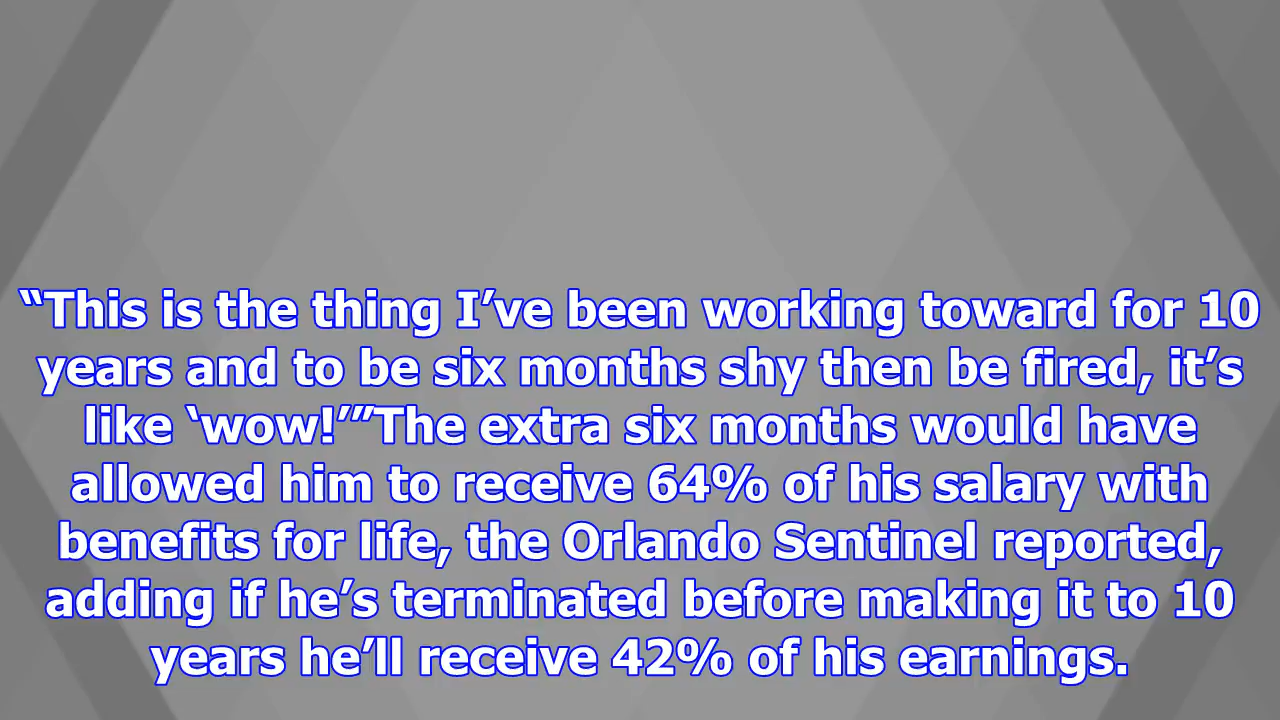 “This is the thing I’ve been working toward for 10
years and to be six months shy then be fired, it’s
like ‘wow!’”The extra six months would have
allowed him to receive 64% of his salary with
benefits for life, the Orlando Sentinel reported,
adding if he’s terminated before making it to 10
years he’ll receive 42% of his earnings.